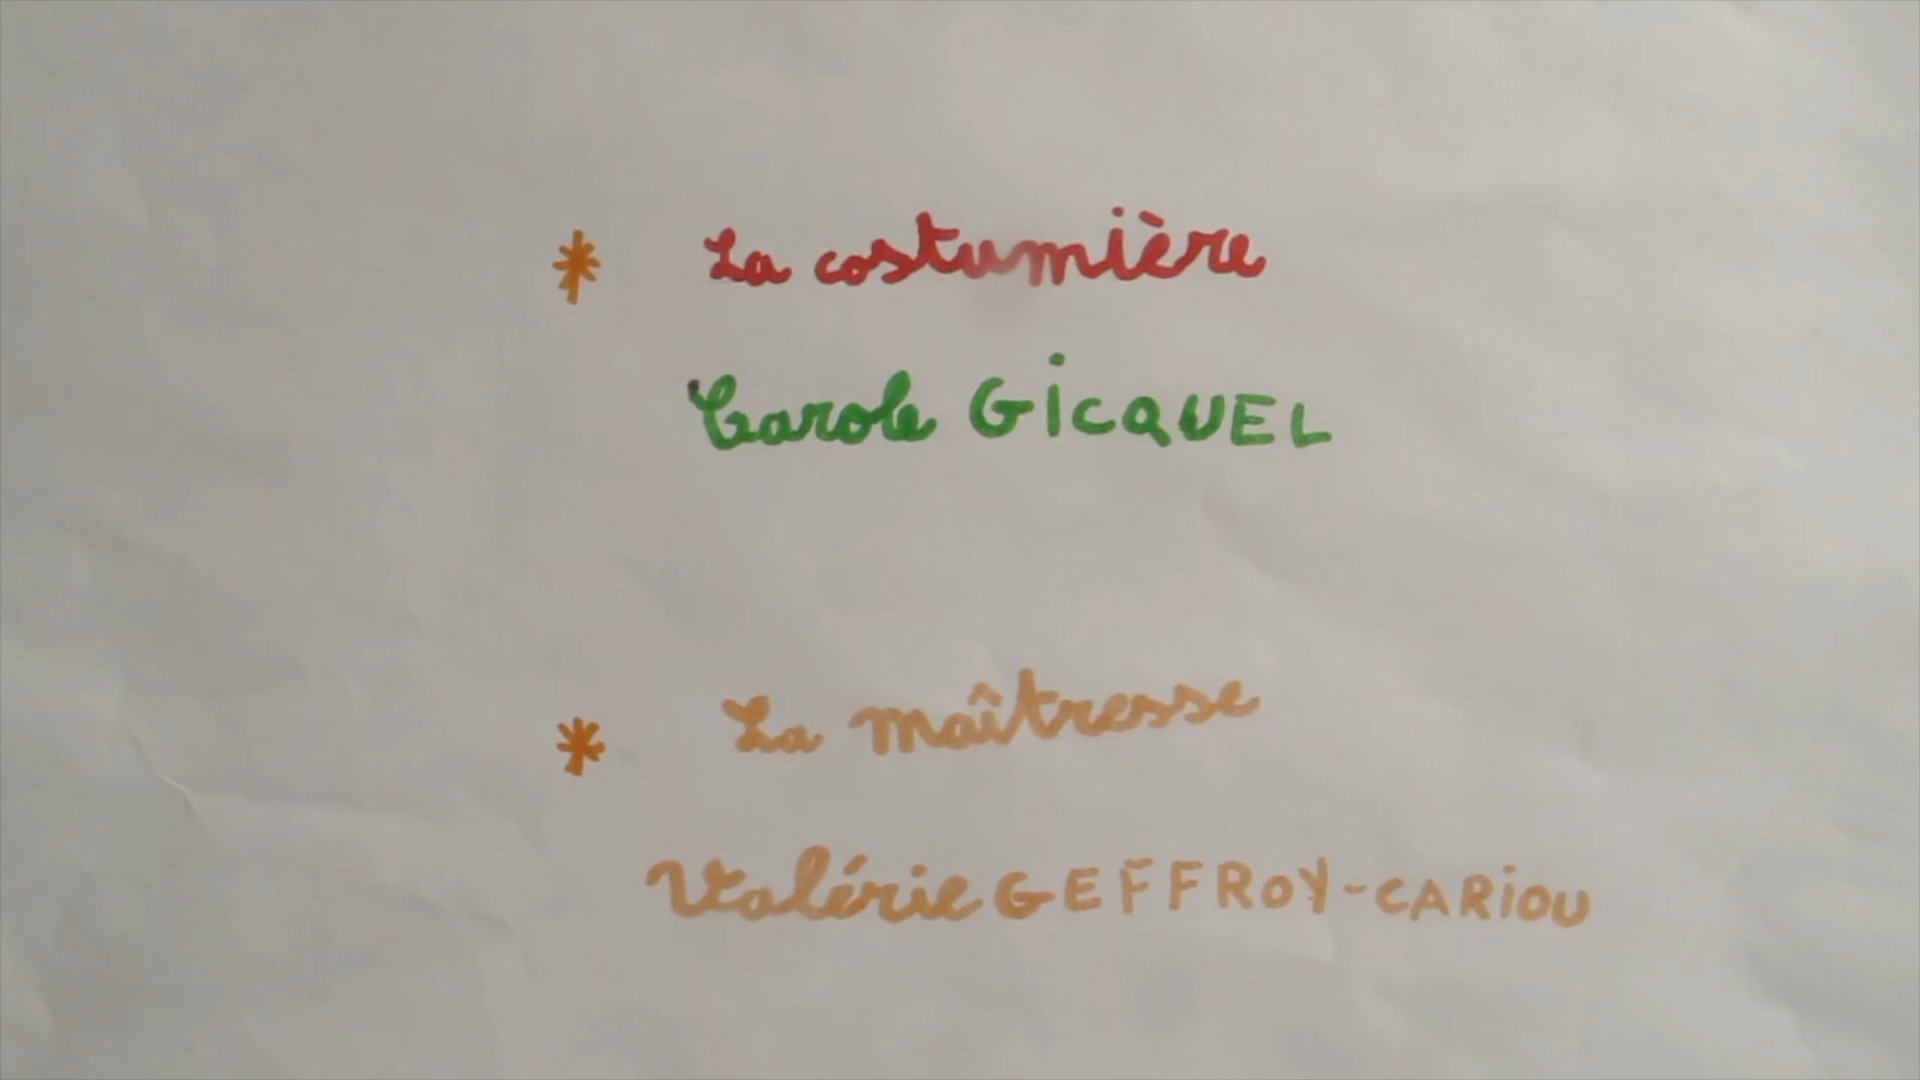 * La costumière
Carole GICQUEL
* La maîtresse
Valérie GEFFROY-CARIOU